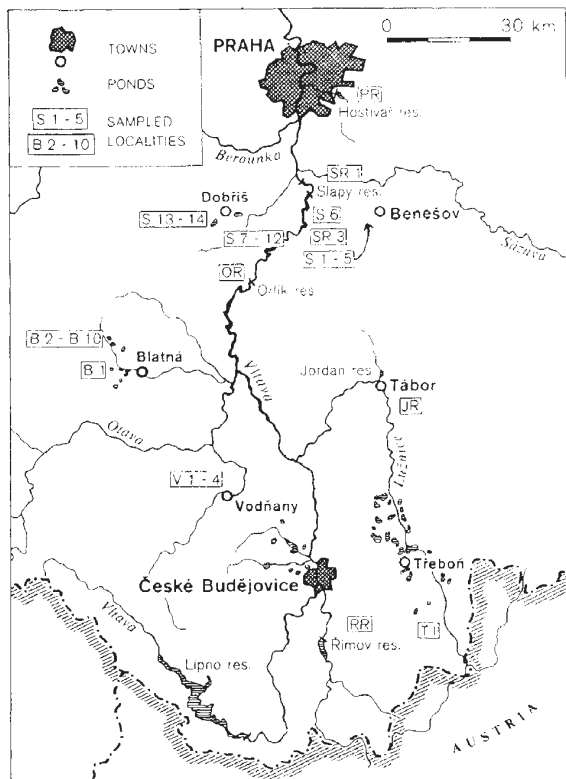 TOWNS
PONDS
S 1-5 SAMPLED
B 2-10 LOCALITIES
PRAHA
0 30 km
PR
Hostivař res.
Berounka
SR 1
Slapy res.
Dobříš
S 6
Benešov
S 13-14
S 7-12
SR 3
S 1-5
Sázava
OR
Orlík res.
B 2-B 10
Blatná
B 1
Vltava
Jordan res.
Tábor
JR
Otava
Lužnice
V 1-4
Vodňany
Třeboň
České Budějovice
Vltava
RR
T 1
Římov res.
Lipno res.
AUSTRIA